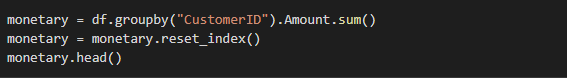 monetary = df.groupby("CustomerID").Amount.sum()
monetary = monetary.reset_index()
monetary.head()